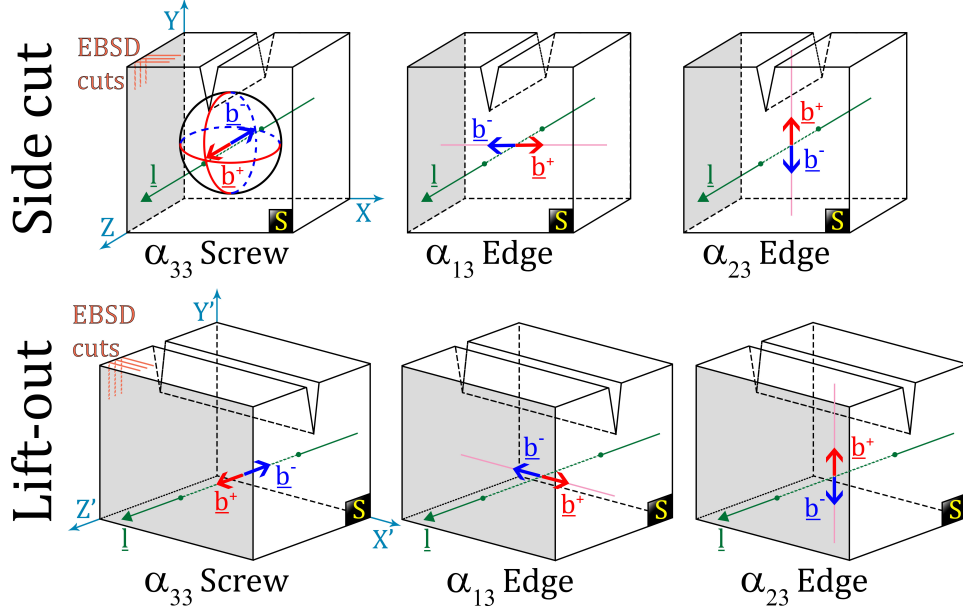 Side cut
EBSD
cuts
Y
X
Z
b⁻
b⁺
l
S
α₃₃ Screw
b⁻
b⁺
l
S
α₁₃ Edge
b⁺
b⁻
l
S
α₂₃ Edge
Lift-out
EBSD
cuts
Y'
X'
Z'
b⁺
b⁻
l
S
α₃₃ Screw
b⁻
b⁺
l
S
α₁₃ Edge
b⁺
b⁻
l
S
α₂₃ Edge